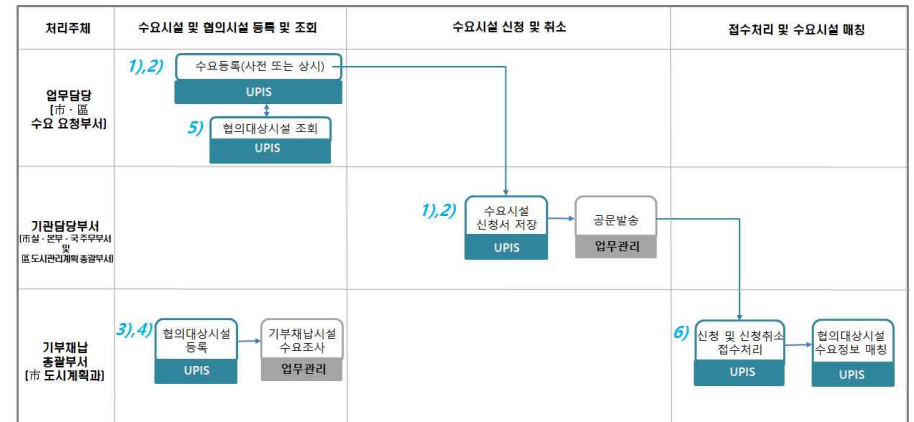 처리주체
수요시설 및 협의시설 등록 및 조회
수요시설 신청 및 취소
접수처리 및 수요시설 매칭
업무담당
(市·區
수요 요청부서)
1),2)
수요등록(사전 또는 상시)
UPIS
5)
협의대상시설 조회
UPIS
기관담당부서
(市실·본부·국 주무부서
및
區 도시관리계획 총괄부서)
1),2)
수요시설
신청서 저장
UPIS
공문발송
업무관리
기부채납
총괄부서
(市 도시계획과)
3),4)
협의대상시설
등록
UPIS
기부채납시설
수요조사
업무관리
6)
신청 및 신청취소
접수처리
UPIS
협의대상시설
수요정보 매칭
UPIS